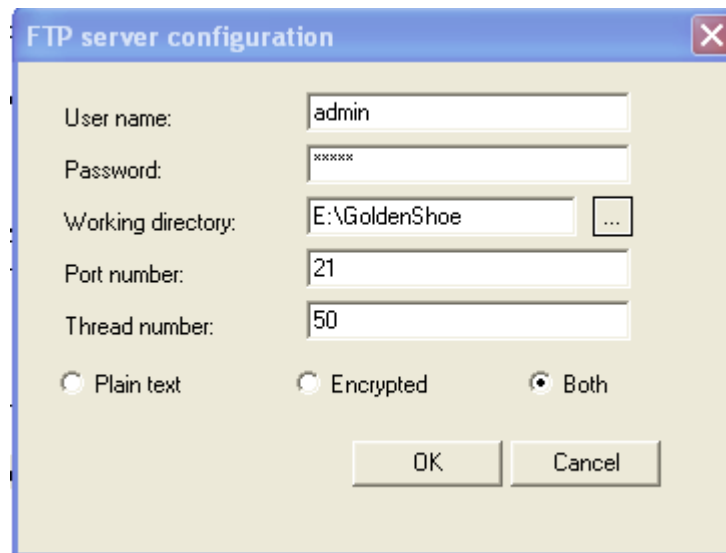 FTP server configuration
User name: admin
Password: *****
Working directory: E:\GoldenShoe ...
Port number: 21
Thread number: 50
Plain text Encrypted Both
OK Cancel